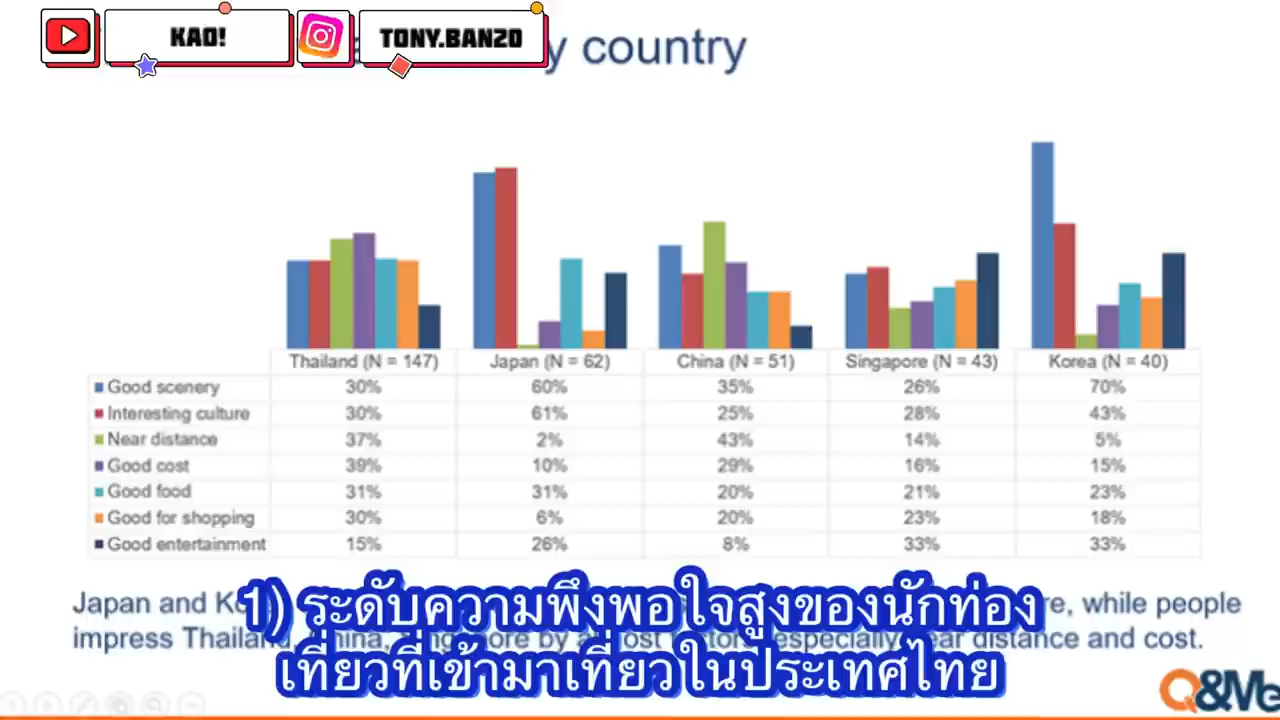 KAO!
TONY.BANZO
y country
Thailand (N = 147) Japan (N = 62) China (N = 51) Singapore (N = 43) Korea (N = 40)
Good scenery 30% 60% 35% 26% 70%
Interesting culture 30% 61% 25% 28% 43%
Near distance 37% 2% 43% 14% 5%
Good cost 39% 10% 29% 16% 15%
Good food 31% 31% 20% 21% 23%
Good for shopping 30% 6% 20% 23% 18%
Good entertainment 15% 26% 8% 33% 33%
1) ระดับความพึงพอใจสูงของนักท่อง
เที่ยวที่เข้ามาเที่ยวในประเทศไทย
Japan and while people
impress distance and cost.
Q&Me